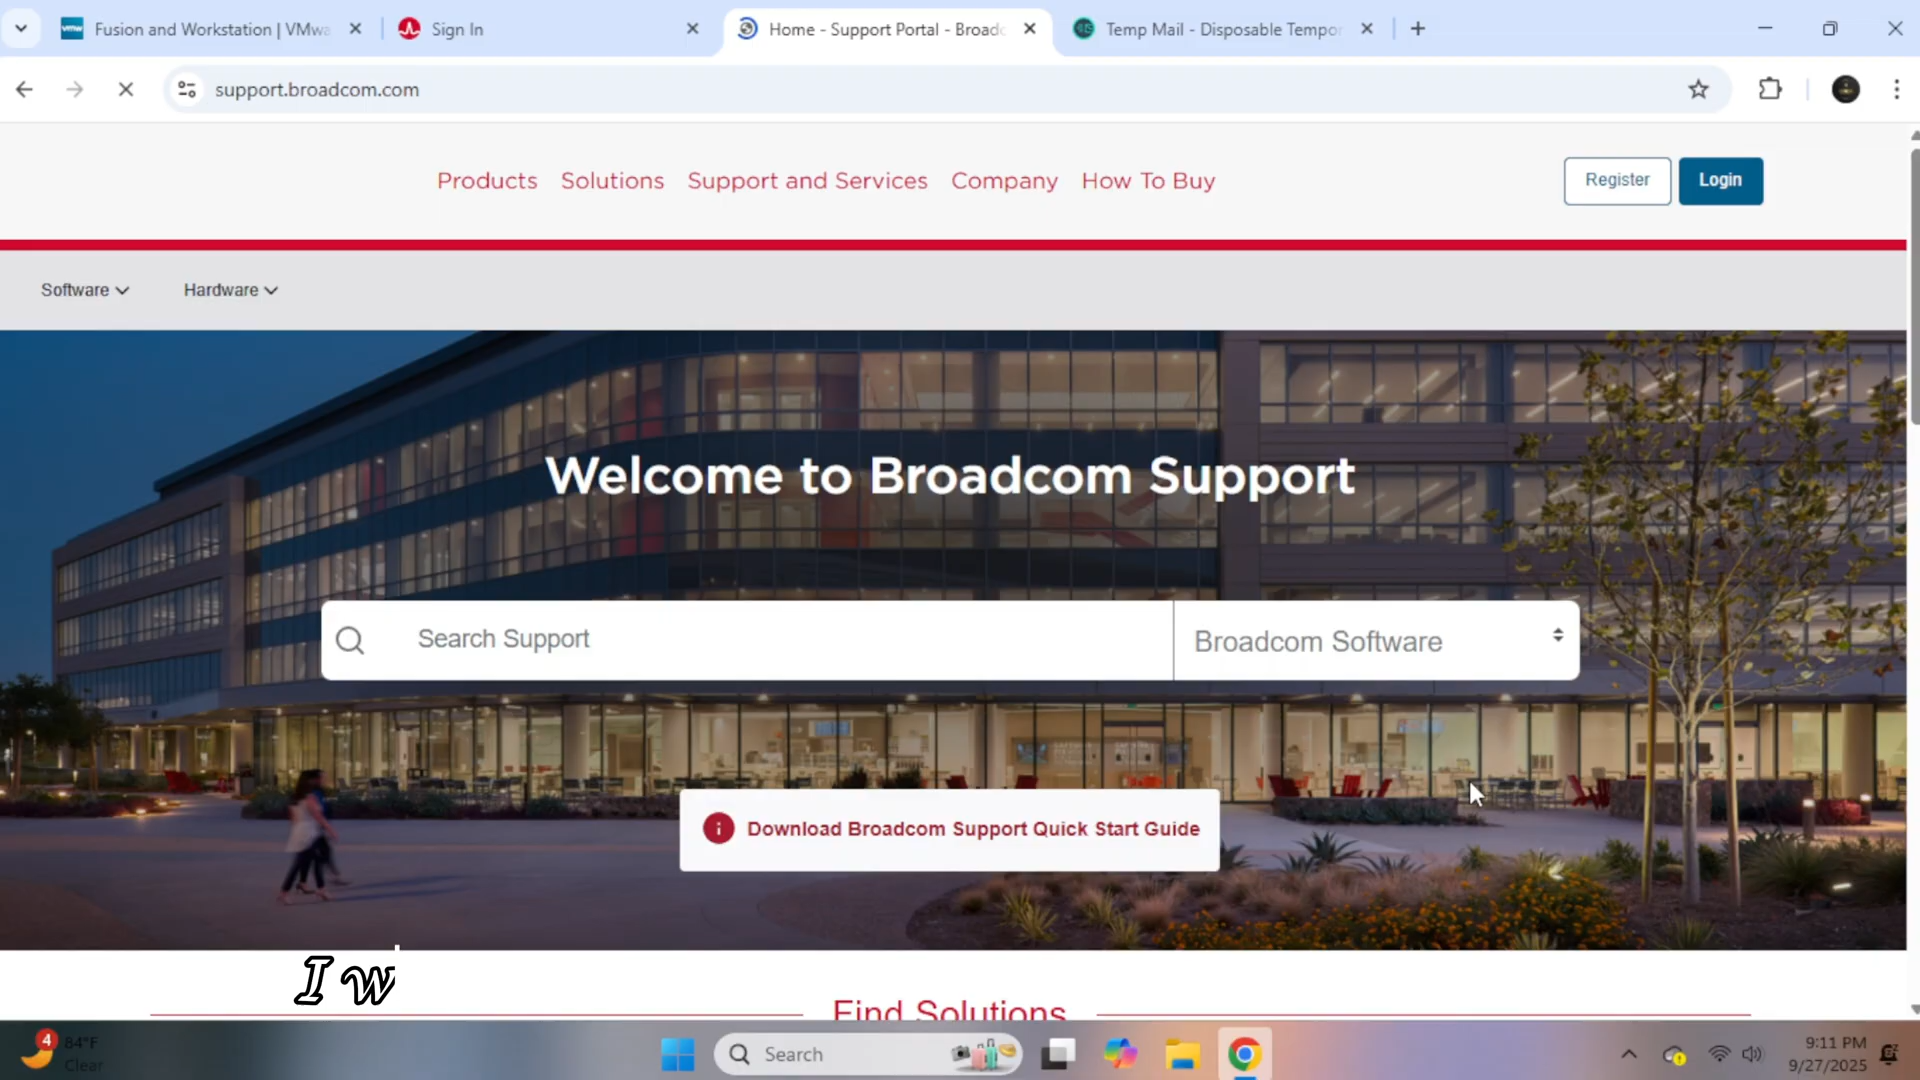 Fusion and Workstation | VMwa
Sign In
Home - Support Portal - Broadc
Temp Mail - Disposable Tempor
support.broadcom.com
Products Solutions Support and Services Company How To Buy
Register
Login
Software
Hardware
Welcome to Broadcom Support
Search Support
Broadcom Software
Download Broadcom Support Quick Start Guide
I w
Find Solutions
4
84°F
Clear
Search
9:11 PM
9/27/2025